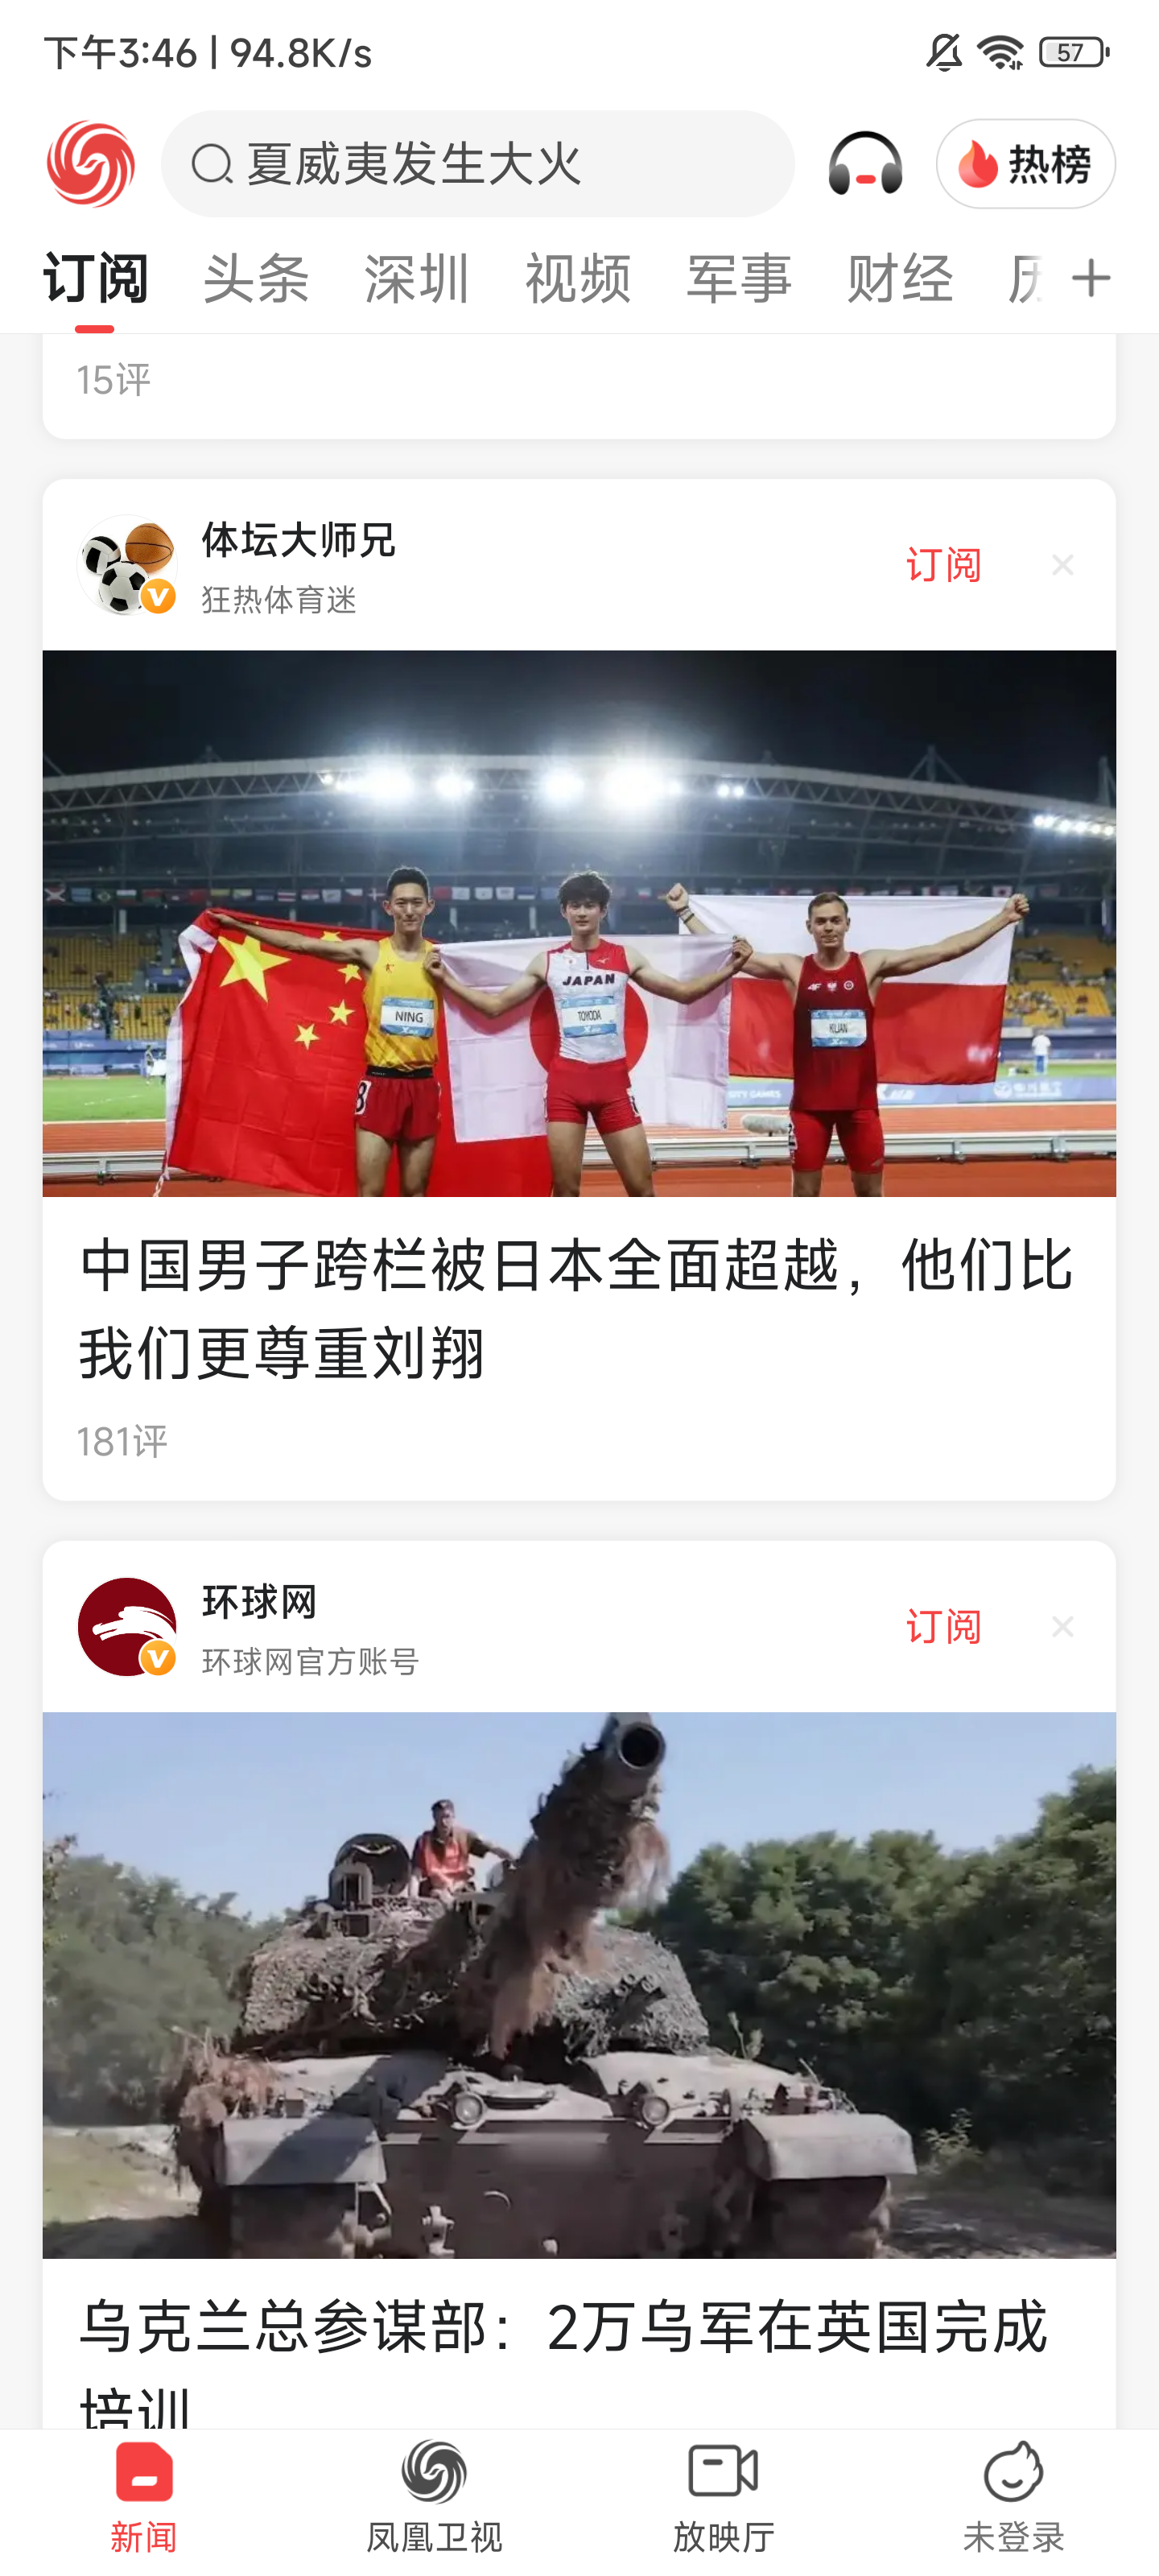 下午3:46 | 94.8K/s
57
夏威夷发生大火
热榜
订阅 头条 深圳 视频 军事 财经
15评
体坛大师兄
狂热体育迷
订阅
NING
JAPAN
TOYODA
KILIAN
中国男子跨栏被日本全面超越，他们比
我们更尊重刘翔
181评
环球网
环球网官方账号
订阅
乌克兰总参谋部：2万乌军在英国完成
培训
新闻 凤凰卫视 放映厅 未登录